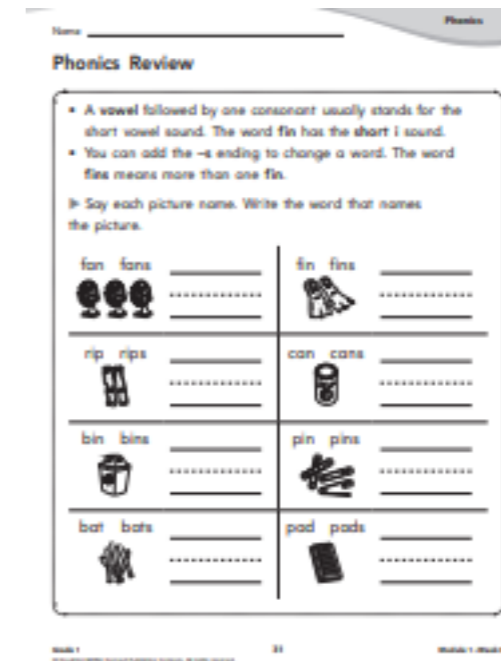 Phonics
Name
Phonics Review
• A vowel followed by one consonant usually stands for the
short vowel sound. The word fin has the short i sound.
• You can add the –s ending to change a word. The word
fins means more than one fin.
▶ Say each picture name. Write the word that names
the picture.
fan fans
fin fins
rip rips
can cans
bin bins
pin pins
bat bats
pad pads
Grade 1
31